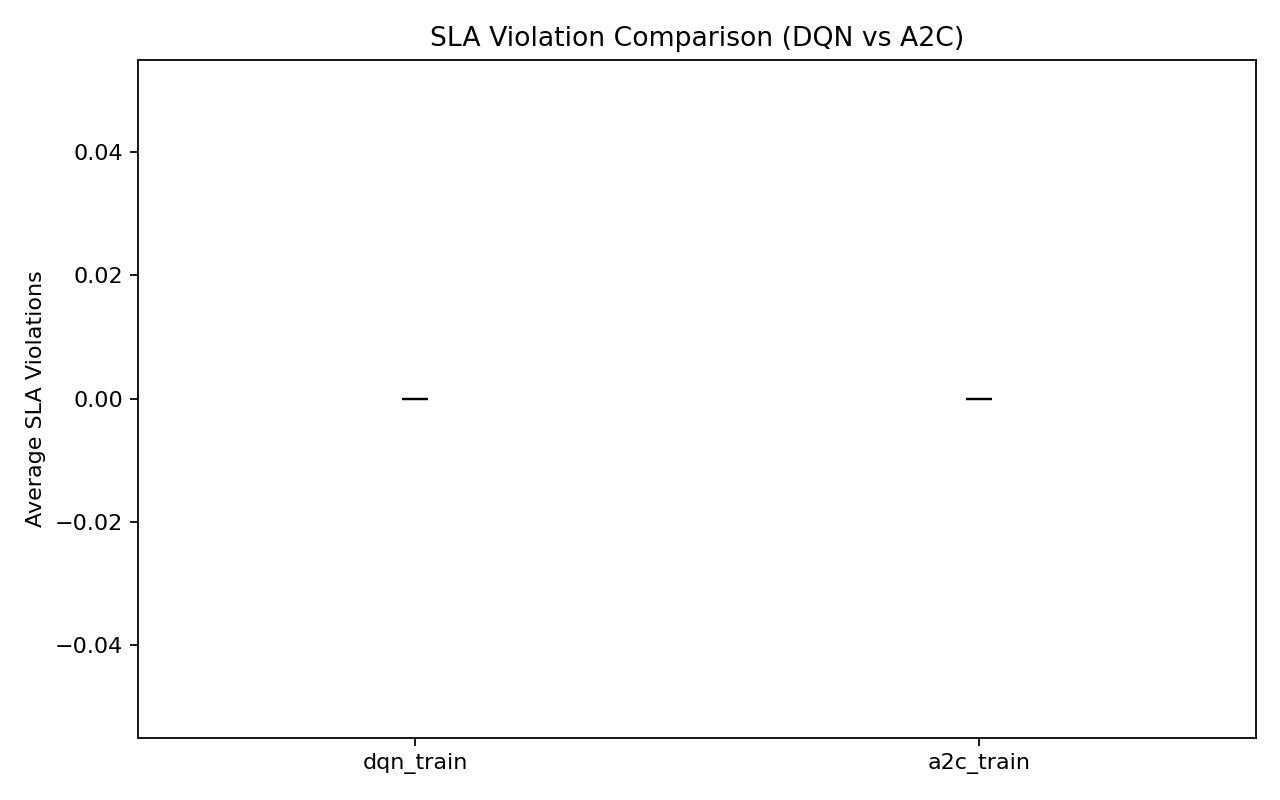 SLA Violation Comparison (DQN vs A2C)
Average SLA Violations
0.04
0.02
0.00
−0.02
−0.04
dqn_train
a2c_train